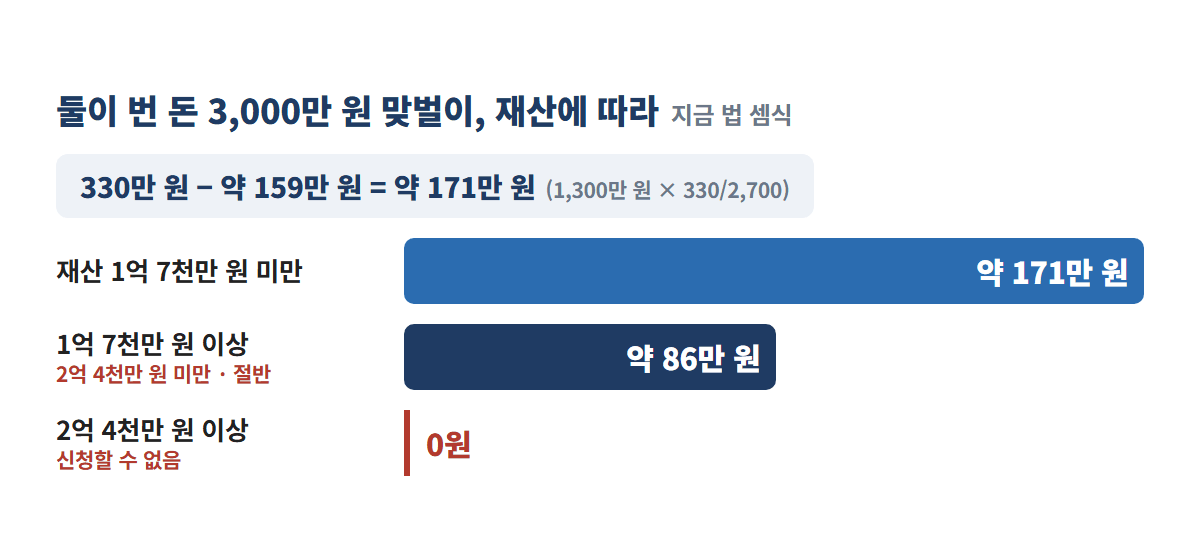 둘이 번 돈 3,000만 원 맞벌이, 재산에 따라 지금 법 셈식
330만 원 − 약 159만 원 = 약 171만 원 (1,300만 원 × 330/2,700)
재산 1억 7천만 원 미만
약 171만 원
1억 7천만 원 이상
2억 4천만 원 미만 · 절반
약 86만 원
2억 4천만 원 이상
신청할 수 없음
0원